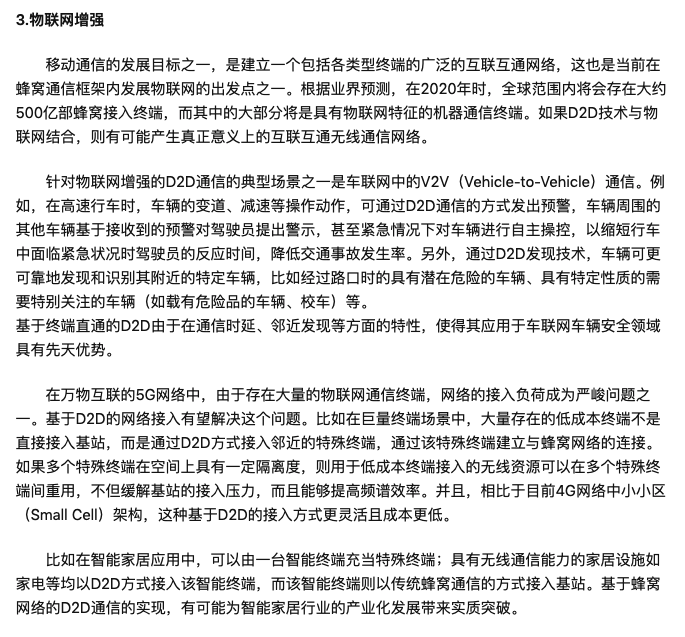 3.物联网增强
移动通信的发展目标之一，是建立一个包括各类型终端的广泛的互联互通网络，这也是当前在
蜂窝通信框架内发展物联网的出发点之一。根据业界预测，在2020年时，全球范围内将会存在大约
500亿部蜂窝接入终端，而其中的大部分将是具有物联网特征的机器通信终端。如果D2D技术与物
联网结合，则有可能产生真正意义上的互联互通无线通信网络。
针对物联网增强的D2D通信的典型场景之一是车联网中的V2V（Vehicle-to-Vehicle）通信。例
如，在高速行车时，车辆的变道、减速等操作动作，可通过D2D通信的方式发出预警，车辆周围的
其他车辆基于接收到的预警对驾驶员提出警示，甚至紧急情况下对车辆进行自主操控，以缩短行车
中面临紧急状况时驾驶员的反应时间，降低交通事故发生率。另外，通过D2D发现技术，车辆可更
可靠地发现和识别其附近的特定车辆，比如经过路口时的具有潜在危险的车辆、具有特定性质的需
要特别关注的车辆（如载有危险品的车辆、校车）等。
基于终端直通的D2D由于在通信时延、邻近发现等方面的特性，使得其应用于车联网车辆安全领域
具有先天优势。
在万物互联的5G网络中，由于存在大量的物联网通信终端，网络的接入负荷成为严峻问题之
一。基于D2D的网络接入有望解决这个问题。比如在巨量终端场景中，大量存在的低成本终端不是
直接接入基站，而是通过D2D方式接入邻近的特殊终端，通过该特殊终端建立与蜂窝网络的连接。
如果多个特殊终端在空间上具有一定隔离度，则用于低成本终端接入的无线资源可以在多个特殊终
端间重用，不但缓解基站的接入压力，而且能够提高频谱效率。并且，相比于目前4G网络中小小区
（Small Cell）架构，这种基于D2D的接入方式更灵活且成本更低。
比如在智能家居应用中，可以由一台智能终端充当特殊终端；具有无线通信能力的家居设施如
家电等均以D2D方式接入该智能终端，而该智能终端则以传统蜂窝通信的方式接入基站。基于蜂窝
网络的D2D通信的实现，有可能为智能家居行业的产业化发展带来实质突破。